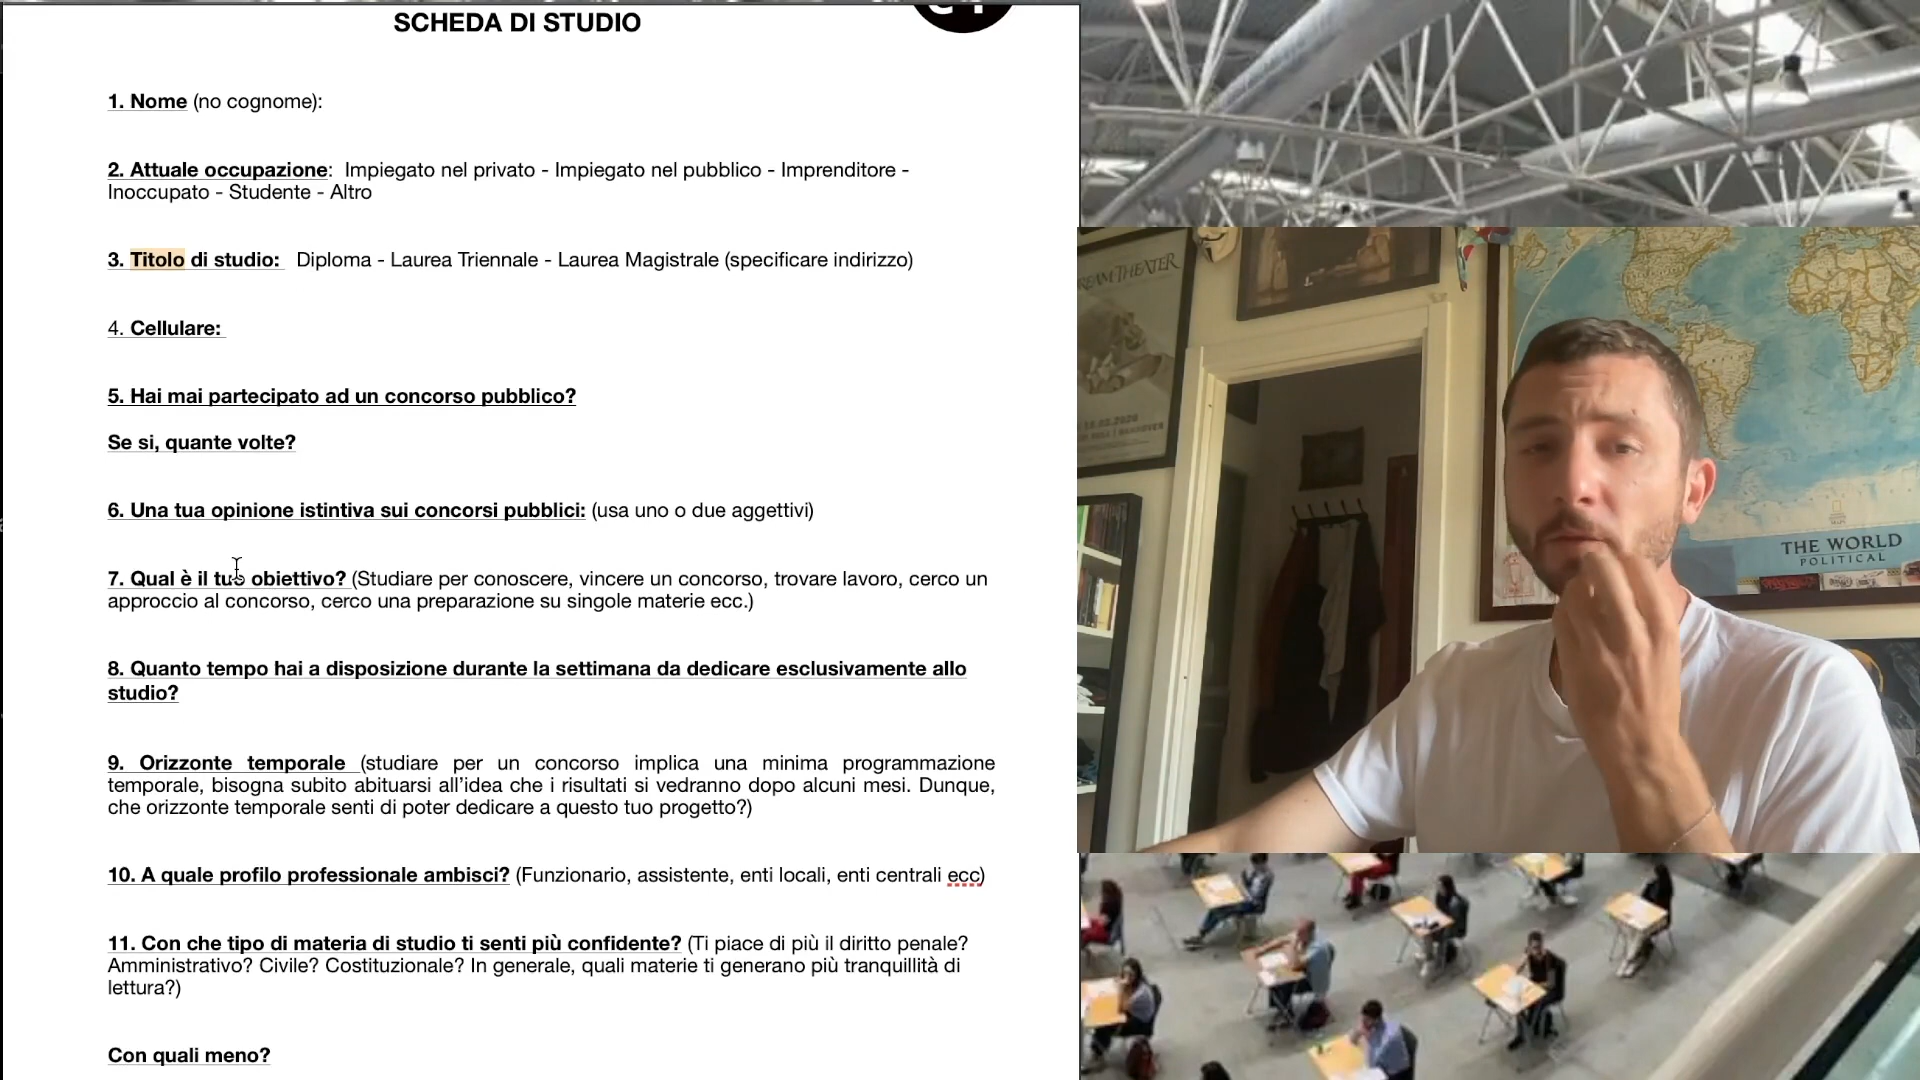 SCHEDA DI STUDIO
1. Nome (no cognome):
2. Attuale occupazione: Impiegato nel privato - Impiegato nel pubblico - Imprenditore -
Inoccupato - Studente - Altro
3. Titolo di studio: Diploma - Laurea Triennale - Laurea Magistrale (specificare indirizzo)
4. Cellulare:
5. Hai mai partecipato ad un concorso pubblico?
Se si, quante volte?
6. Una tua opinione istintiva sui concorsi pubblici: (usa uno o due aggettivi)
7. Qual è il tuo obiettivo? (Studiare per conoscere, vincere un concorso, trovare lavoro, cerco un
approccio al concorso, cerco una preparazione su singole materie ecc.)
8. Quanto tempo hai a disposizione durante la settimana da dedicare esclusivamente allo
studio?
9. Orizzonte temporale (studiare per un concorso implica una minima programmazione
temporale, bisogna subito abituarsi all’idea che i risultati si vedranno dopo alcuni mesi. Dunque,
che orizzonte temporale senti di poter dedicare a questo tuo progetto?)
10. A quale profilo professionale ambisci? (Funzionario, assistente, enti locali, enti centrali ecc)
11. Con che tipo di materia di studio ti senti più confidente? (Ti piace di più il diritto penale?
Amministrativo? Civile? Costituzionale? In generale, quali materie ti generano più tranquillità di
lettura?)
Con quali meno?
THEATER
THE WORLD
POLITICAL